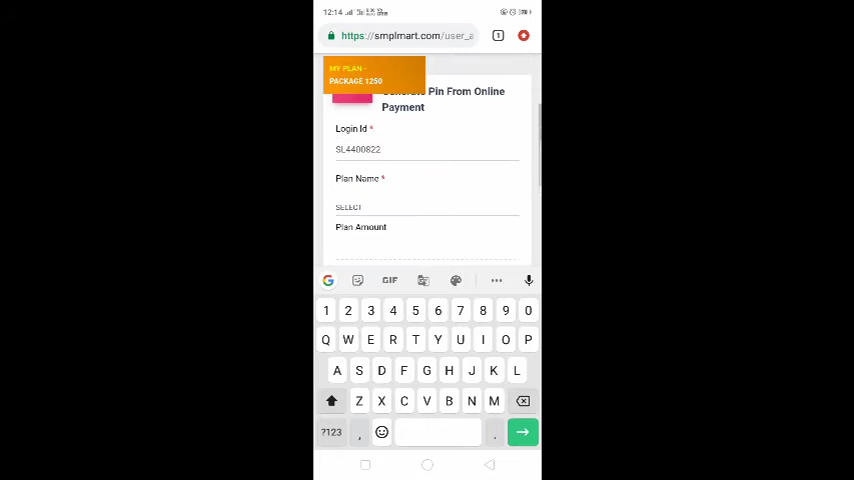 12:14
https://smplmart.com/user_a
1
MY PLAN -
PACKAGE 1250
Generate Pin From Online
Payment
Login Id *
SL4400822
Plan Name *
SELECT
Plan Amount
G GIF
1 2 3 4 5 6 7 8 9 0
Q W E R T Y U I O P
A S D F G H J K L
Z X C V B N M
?123 , .